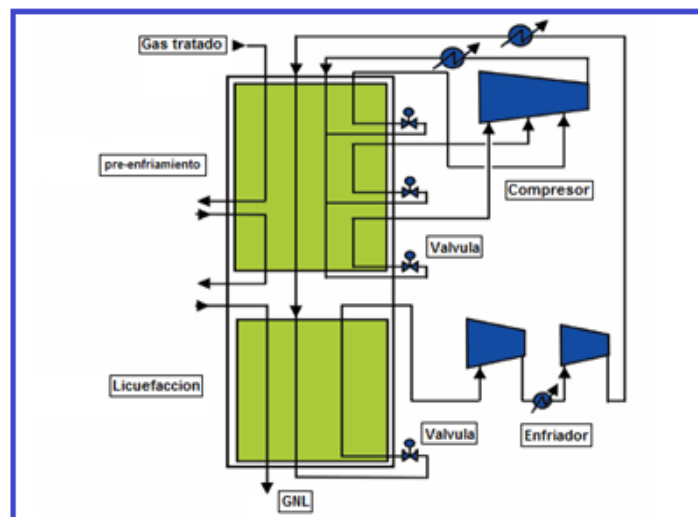 Gas tratado
pre-enfriamiento
Compresor
Valvula
Licuefaccion
Valvula
Enfriador
GNL